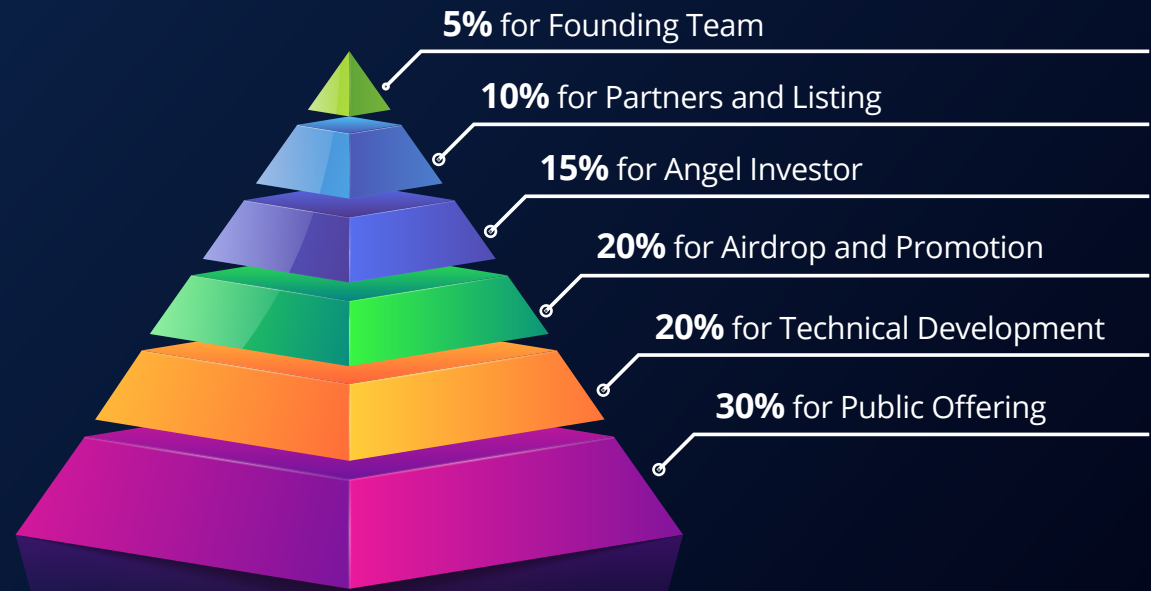 5% for Founding Team
10% for Partners and Listing
15% for Angel Investor
20% for Airdrop and Promotion
20% for Technical Development
30% for Public Offering